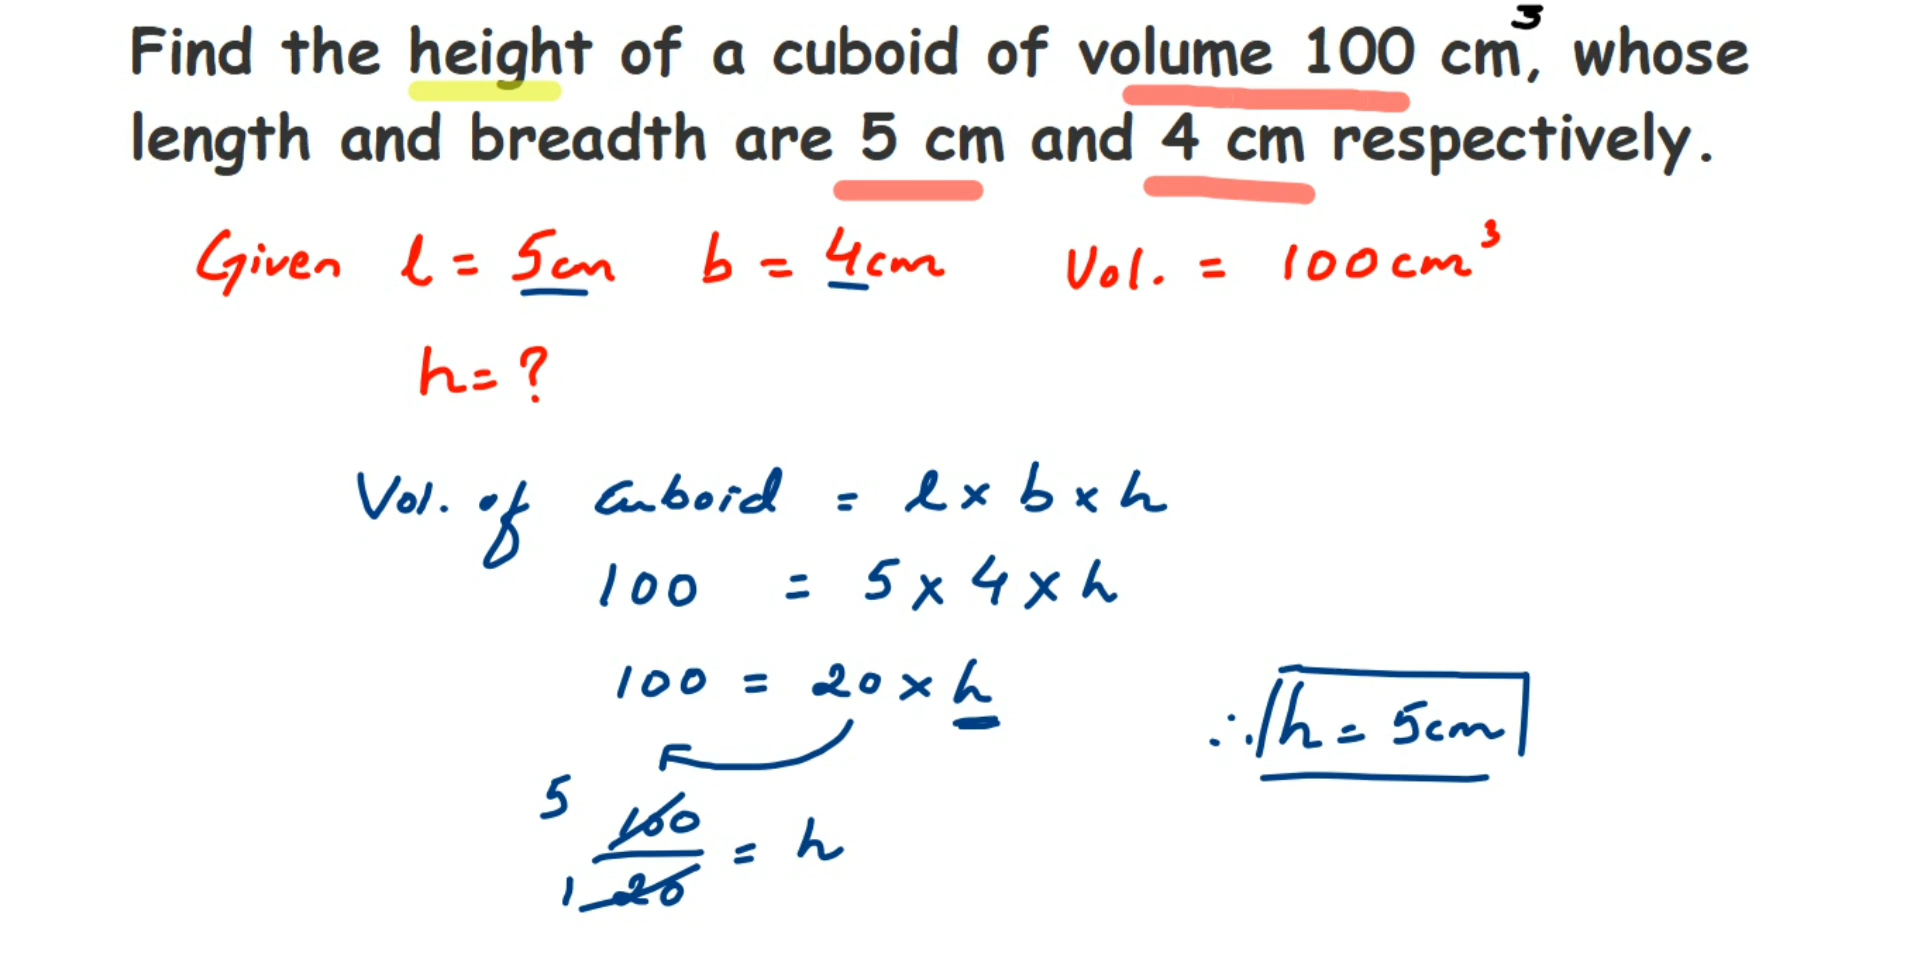 Find the height of a cuboid of volume 100 cm³, whose
length and breadth are 5 cm and 4 cm respectively.
Given l = 5cm b = 4cm Vol. = 100cm³
h = ?
Vol. of cuboid = l × b × h
100 = 5 × 4 × h
100 = 20 × h
∴ h = 5cm
5 100
1 20 = h